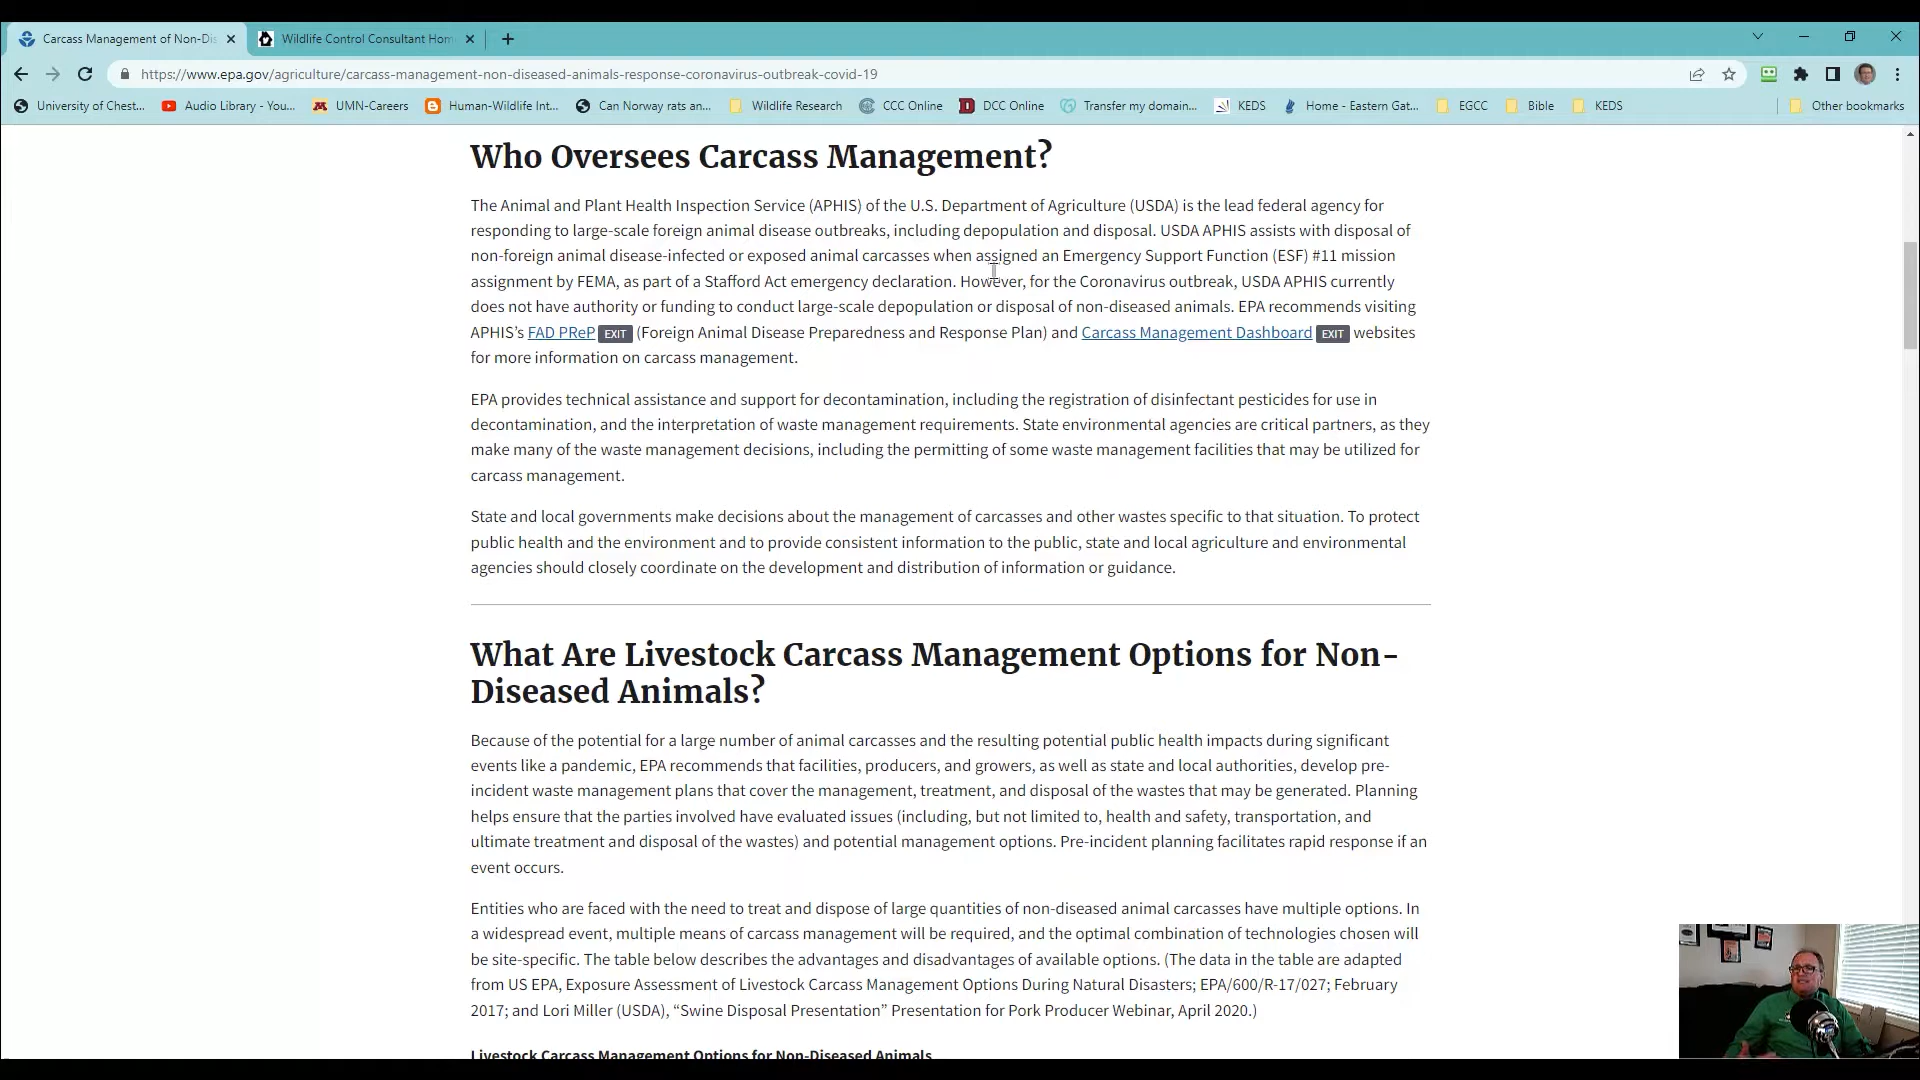 Carcass Management of Non-Dis
Wildlife Control Consultant Hom
https://www.epa.gov/agriculture/carcass-management-non-diseased-animals-response-coronavirus-outbreak-covid-19
University of Chest... Audio Library - You... UMN-Careers Human-Wildlife Int... Can Norway rats an... Wildlife Research CCC Online DCC Online Transfer my domain... KEDS Home - Eastern Gat... EGCC Bible KEDS Other bookmarks
Who Oversees Carcass Management?
The Animal and Plant Health Inspection Service (APHIS) of the U.S. Department of Agriculture (USDA) is the lead federal agency for
responding to large-scale foreign animal disease outbreaks, including depopulation and disposal. USDA APHIS assists with disposal of
non-foreign animal disease-infected or exposed animal carcasses when assigned an Emergency Support Function (ESF) #11 mission
assignment by FEMA, as part of a Stafford Act emergency declaration. However, for the Coronavirus outbreak, USDA APHIS currently
does not have authority or funding to conduct large-scale depopulation or disposal of non-diseased animals. EPA recommends visiting
APHIS’s FAD PReP EXIT (Foreign Animal Disease Preparedness and Response Plan) and Carcass Management Dashboard EXIT websites
for more information on carcass management.
EPA provides technical assistance and support for decontamination, including the registration of disinfectant pesticides for use in
decontamination, and the interpretation of waste management requirements. State environmental agencies are critical partners, as they
make many of the waste management decisions, including the permitting of some waste management facilities that may be utilized for
carcass management.
State and local governments make decisions about the management of carcasses and other wastes specific to that situation. To protect
public health and the environment and to provide consistent information to the public, state and local agriculture and environmental
agencies should closely coordinate on the development and distribution of information or guidance.
What Are Livestock Carcass Management Options for Non-
Diseased Animals?
Because of the potential for a large number of animal carcasses and the resulting potential public health impacts during significant
events like a pandemic, EPA recommends that facilities, producers, and growers, as well as state and local authorities, develop pre-
incident waste management plans that cover the management, treatment, and disposal of the wastes that may be generated. Planning
helps ensure that the parties involved have evaluated issues (including, but not limited to, health and safety, transportation, and
ultimate treatment and disposal of the wastes) and potential management options. Pre-incident planning facilitates rapid response if an
event occurs.
Entities who are faced with the need to treat and dispose of large quantities of non-diseased animal carcasses have multiple options. In
a widespread event, multiple means of carcass management will be required, and the optimal combination of technologies chosen will
be site-specific. The table below describes the advantages and disadvantages of available options. (The data in the table are adapted
from US EPA, Exposure Assessment of Livestock Carcass Management Options During Natural Disasters; EPA/600/R-17/027; February
2017; and Lori Miller (USDA), “Swine Disposal Presentation” Presentation for Pork Producer Webinar, April 2020.)
Livestock Carcass Management Options for Non-Diseased Animals